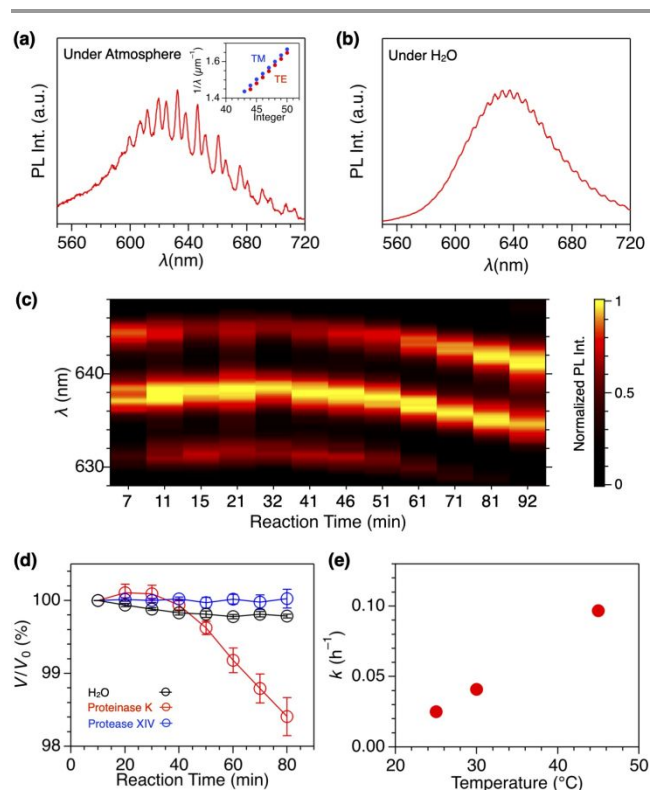 (a)
Under Atmosphere
PL Int. (a.u.)
1/λ (μm⁻¹)
1.6
1.4
TM
TE
40
45
50
Integer
560
600
640
680
720
λ(nm)
(b)
Under H₂O
PL Int. (a.u.)
560
600
640
680
720
λ(nm)
(c)
λ (nm)
640
630
7
11
15
21
32
41
46
51
61
71
81
92
Reaction Time (min)
1
0.5
0
Normalized PL Int.
(d)
V/V₀ (%)
100
99
98
H₂O
Proteinase K
Protease XIV
0
20
40
60
80
Reaction Time (min)
(e)
k (h⁻¹)
0.10
0.05
0.00
20
30
40
50
Temperature (°C)